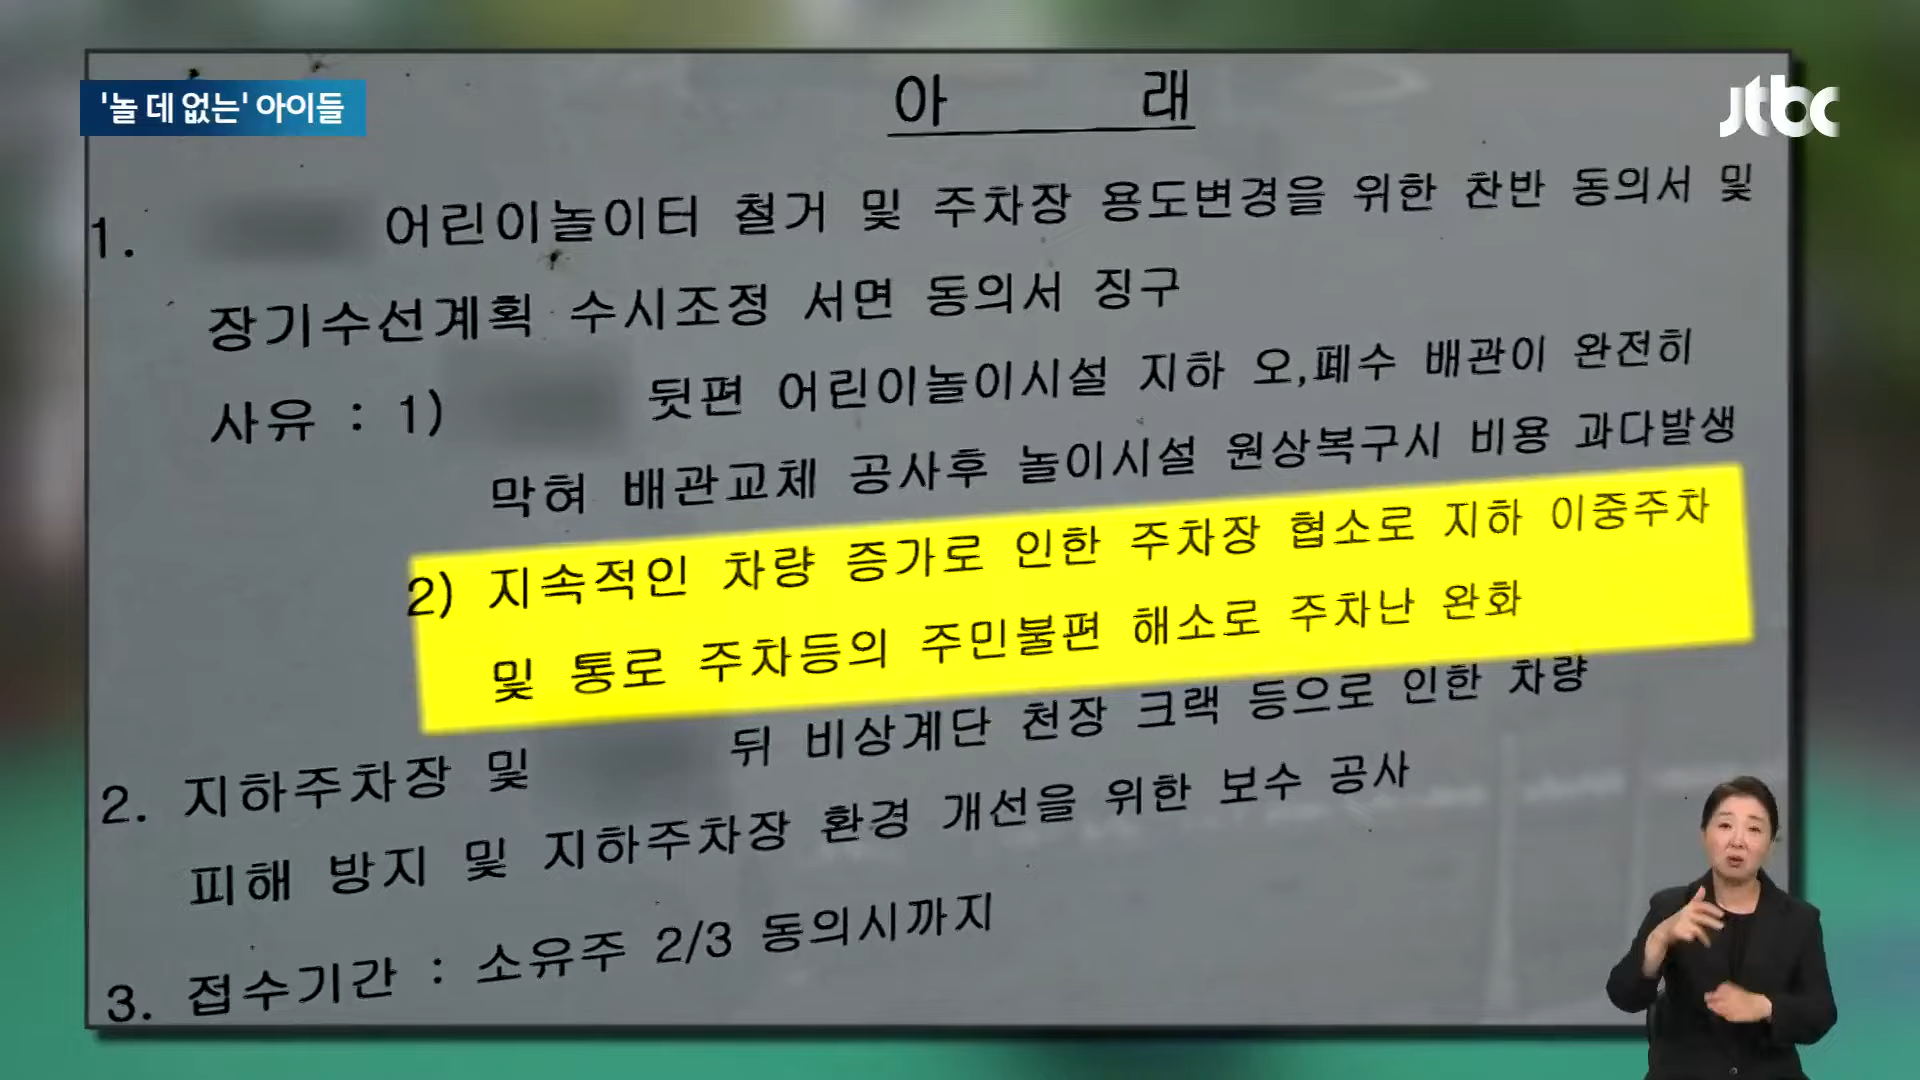 '놀 데 없는' 아이들
jtbc
아 래
1. 어린이놀이터 철거 및 주차장 용도변경을 위한 찬반 동의서 및
장기수선계획 수시조정 서면 동의서 징구
사유 : 1) 뒷편 어린이놀이시설 지하 오,폐수 배관이 완전히
막혀 배관교체 공사후 놀이시설 원상복구시 비용 과다발생
2) 지속적인 차량 증가로 인한 주차장 협소로 지하 이중주차
및 통로 주차등의 주민불편 해소로 주차난 완화
2. 지하주차장 및 뒤 비상계단 천장 크랙 등으로 인한 차량
피해 방지 및 지하주차장 환경 개선을 위한 보수 공사
3. 접수기간 : 소유주 2/3 동의시까지